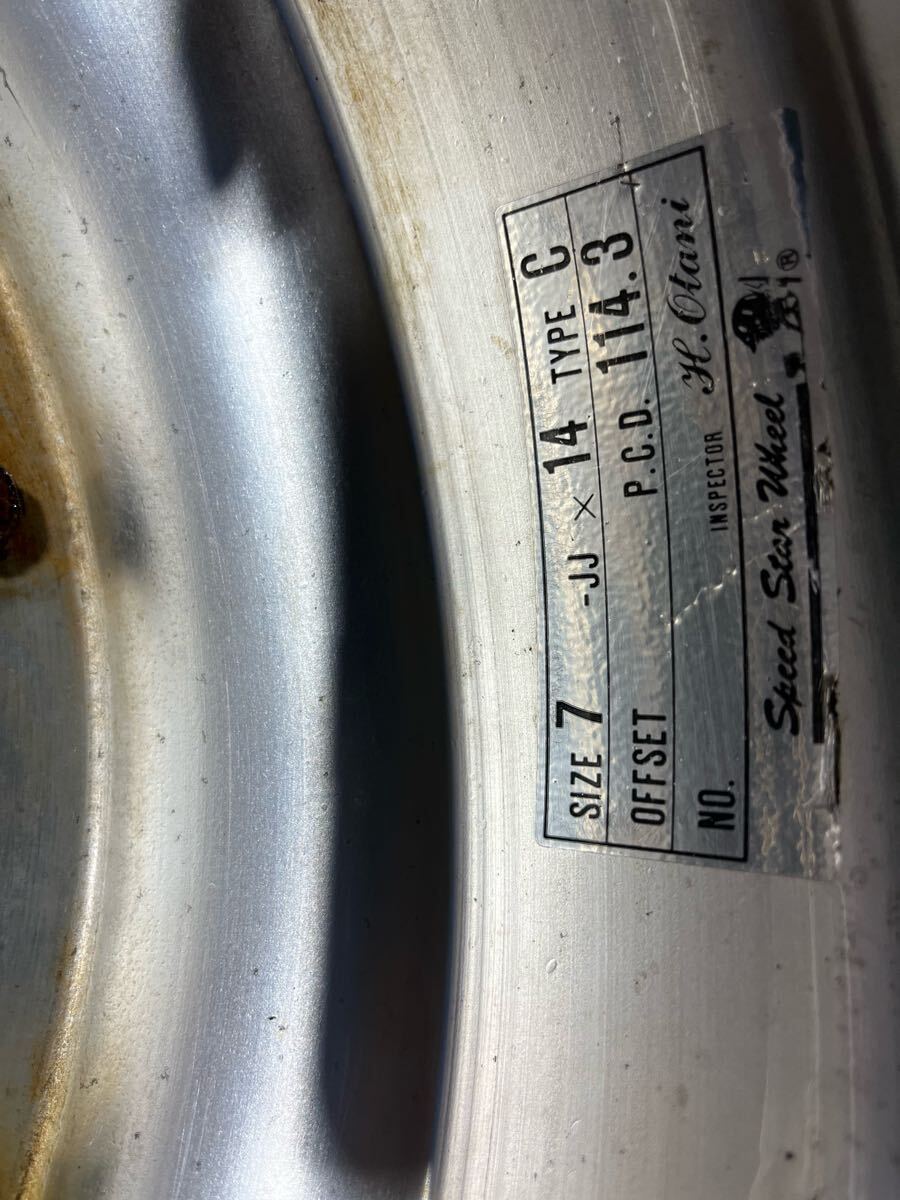 SIZE 7 -JJ × 14 TYPE C
OFFSET P.C.D. 114.3
NO. INSPECTOR H. Otani
Speed Star Wheel
®